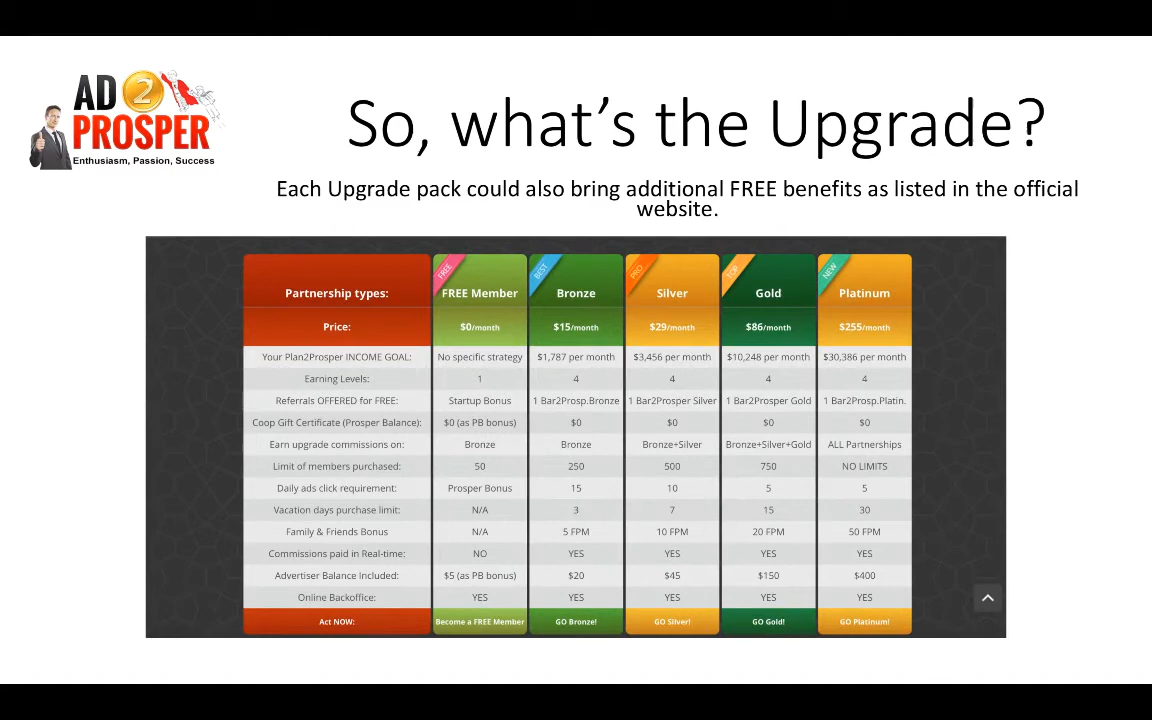 AD 2
PROSPER
Enthusiasm, Passion, Success
So, what's the Upgrade?
Each Upgrade pack could also bring additional FREE benefits as listed in the official
website.
Partnership types: FREE FREE Member BEST Bronze PRO Silver TOP Gold NEW Platinum
Price: $0/month $15/month $29/month $86/month $255/month
Your Plan2Prosper INCOME GOAL: No specific strategy $1,787 per month $3,456 per month $10,248 per month $30,386 per month
Earning Levels: 1 4 4 4 4
Referrals OFFERED for FREE: Startup Bonus 1 Bar2Prosp.Bronze 1 Bar2Prosper Silver 1 Bar2Prosper Gold 1 Bar2Prosp.Platin.
Coop Gift Certificate (Prosper Balance): $0 (as PB bonus) $0 $0 $0 $0
Earn upgrade commissions on: Bronze Bronze Bronze+Silver Bronze+Silver+Gold ALL Partnerships
Limit of members purchased: 50 250 500 750 NO LIMITS
Daily ads click requirement: Prosper Bonus 15 10 5 5
Vacation days purchase limit: N/A 3 7 15 30
Family & Friends Bonus N/A 5 FPM 10 FPM 20 FPM 50 FPM
Commissions paid in Real-time: NO YES YES YES YES
Advertiser Balance Included: $5 (as PB bonus) $20 $45 $150 $400
Online Backoffice: YES YES YES YES YES
Act NOW: Become a FREE Member GO Bronze! GO Silver! GO Gold! GO Platinum!